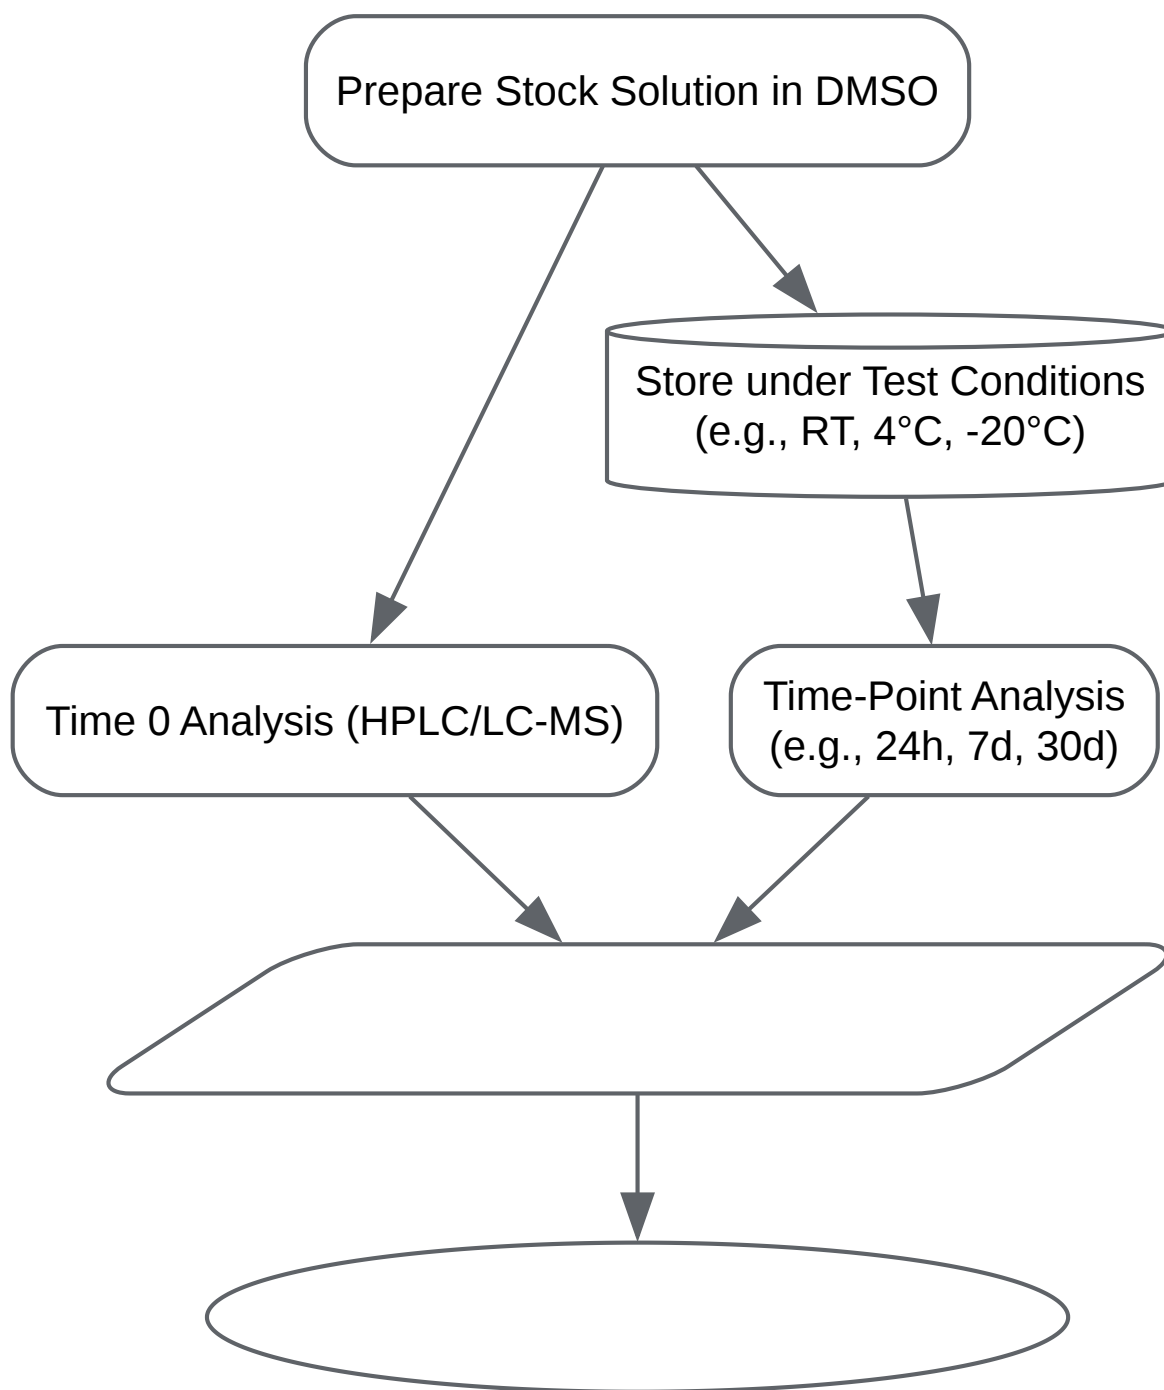 Prepare Stock Solution in DMSO
Store under Test Conditions
(e.g., RT, 4°C, -20°C)
Time 0 Analysis (HPLC/LC-MS)
Time-Point Analysis
(e.g., 24h, 7d, 30d)